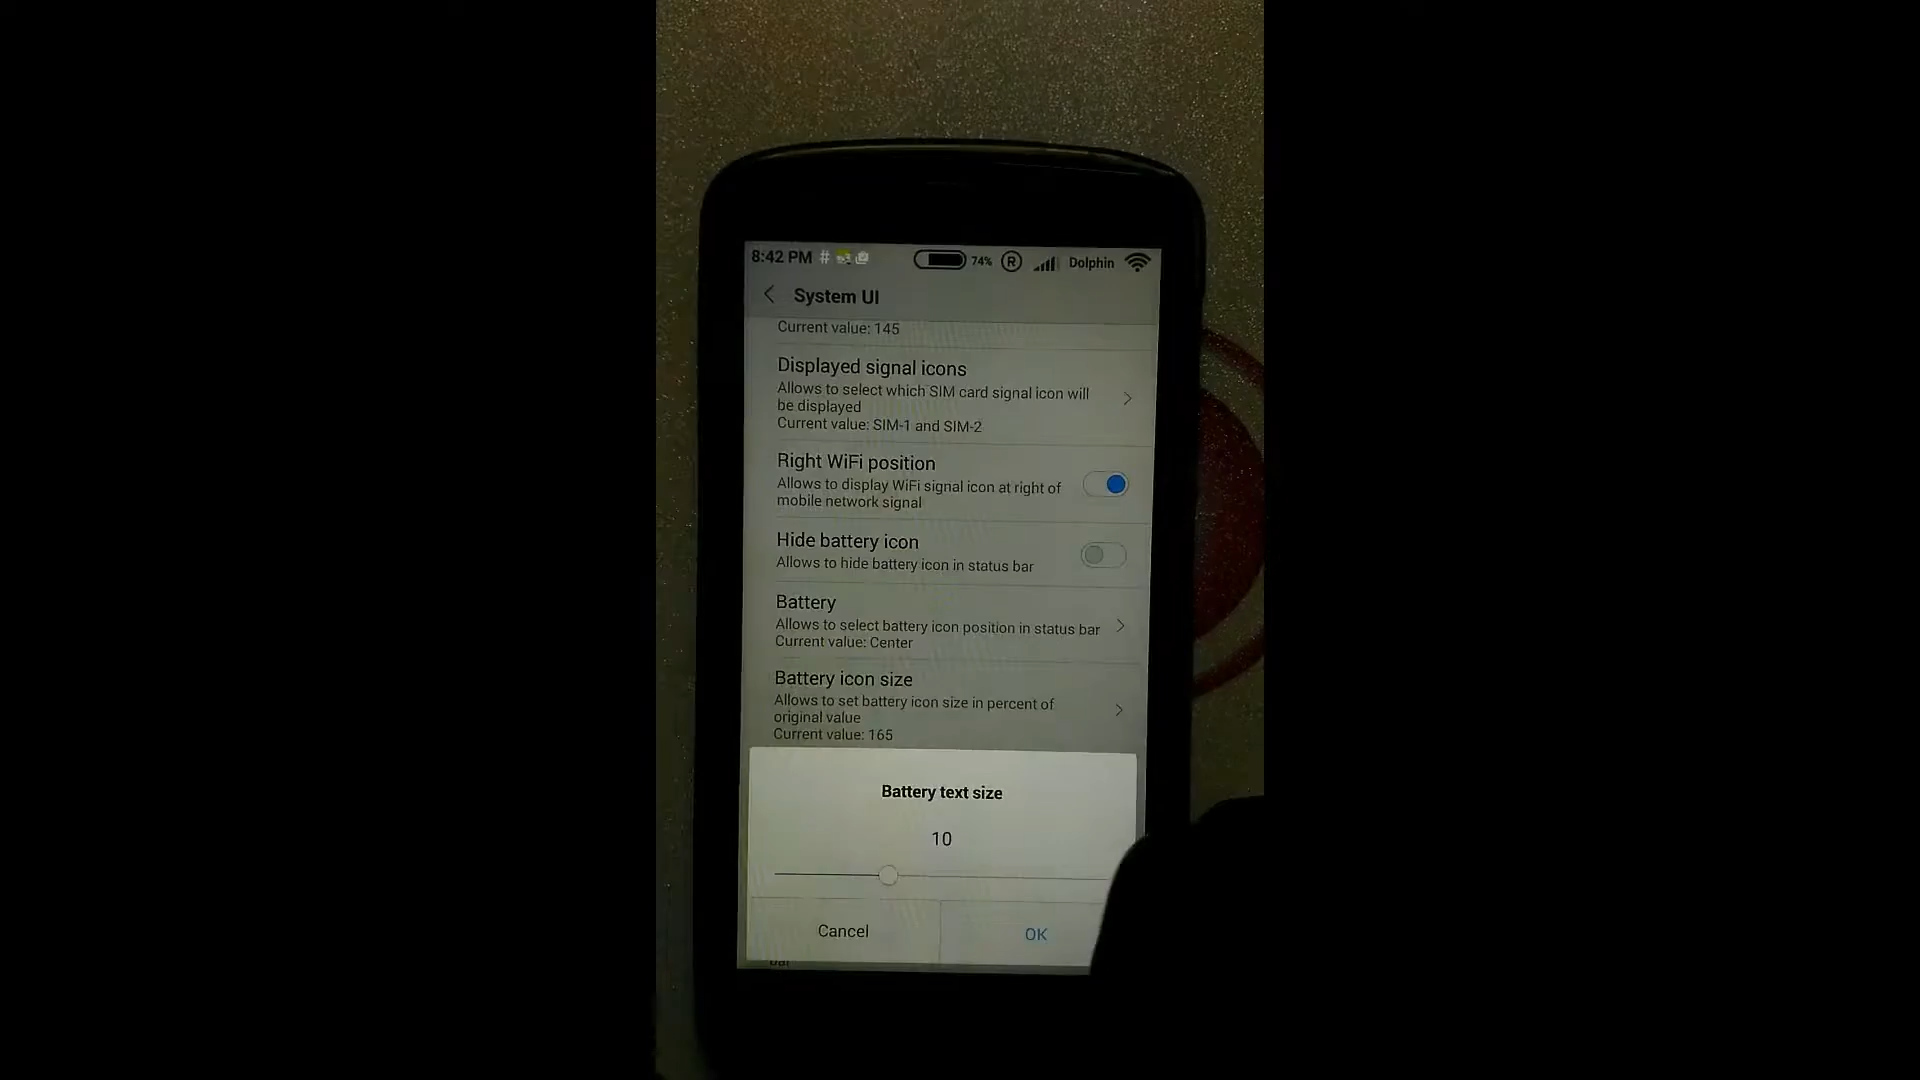 8:42 PM # 74% R Dolphin
System UI
Current value: 145
Displayed signal icons
Allows to select which SIM card signal icon will
be displayed
Current value: SIM-1 and SIM-2
Right WiFi position
Allows to display WiFi signal icon at right of
mobile network signal
Hide battery icon
Allows to hide battery icon in status bar
Battery
Allows to select battery icon position in status bar
Current value: Center
Battery icon size
Allows to set battery icon size in percent of
original value
Current value: 165
Battery text size
10
Cancel OK
bar